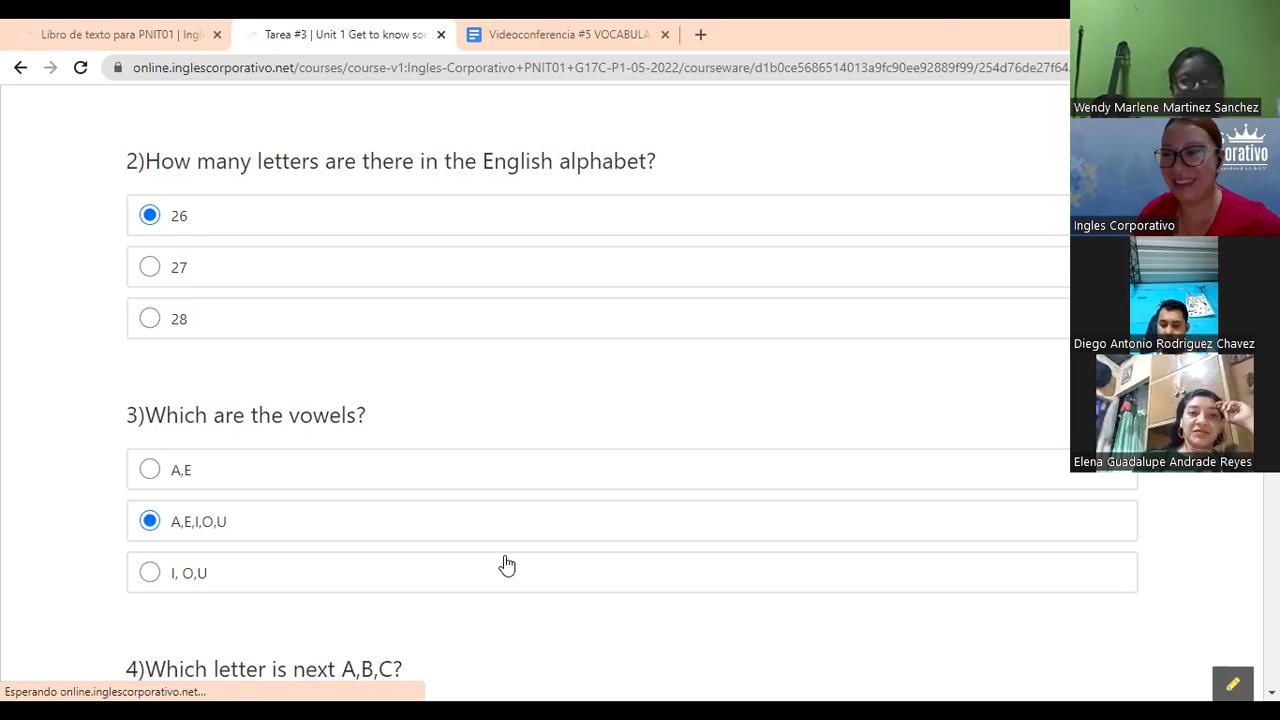 Libro de texto para PNIT01 | Ingl
Tarea #3 | Unit 1 Get to know sor
Videoconferencia #5 VOCABULA
online.inglescorporativo.net/courses/course-v1:Ingles-Corporativo+PNIT01+G17C-P1-05-2022/courseware/d1b0ce5686514013a9fc90ee92889f99/254d76de27f64
2)How many letters are there in the English alphabet?
26
27
28
3)Which are the vowels?
A,E
A,E,I,O,U
I, O,U
4)Which letter is next A,B,C?
Esperando online.inglescorporativo.net...
Wendy Marlene Martinez Sanchez
orativo
Ingles Corporativo
Diego Antonio Rodriguez Chavez
Elena Guadalupe Andrade Reyes